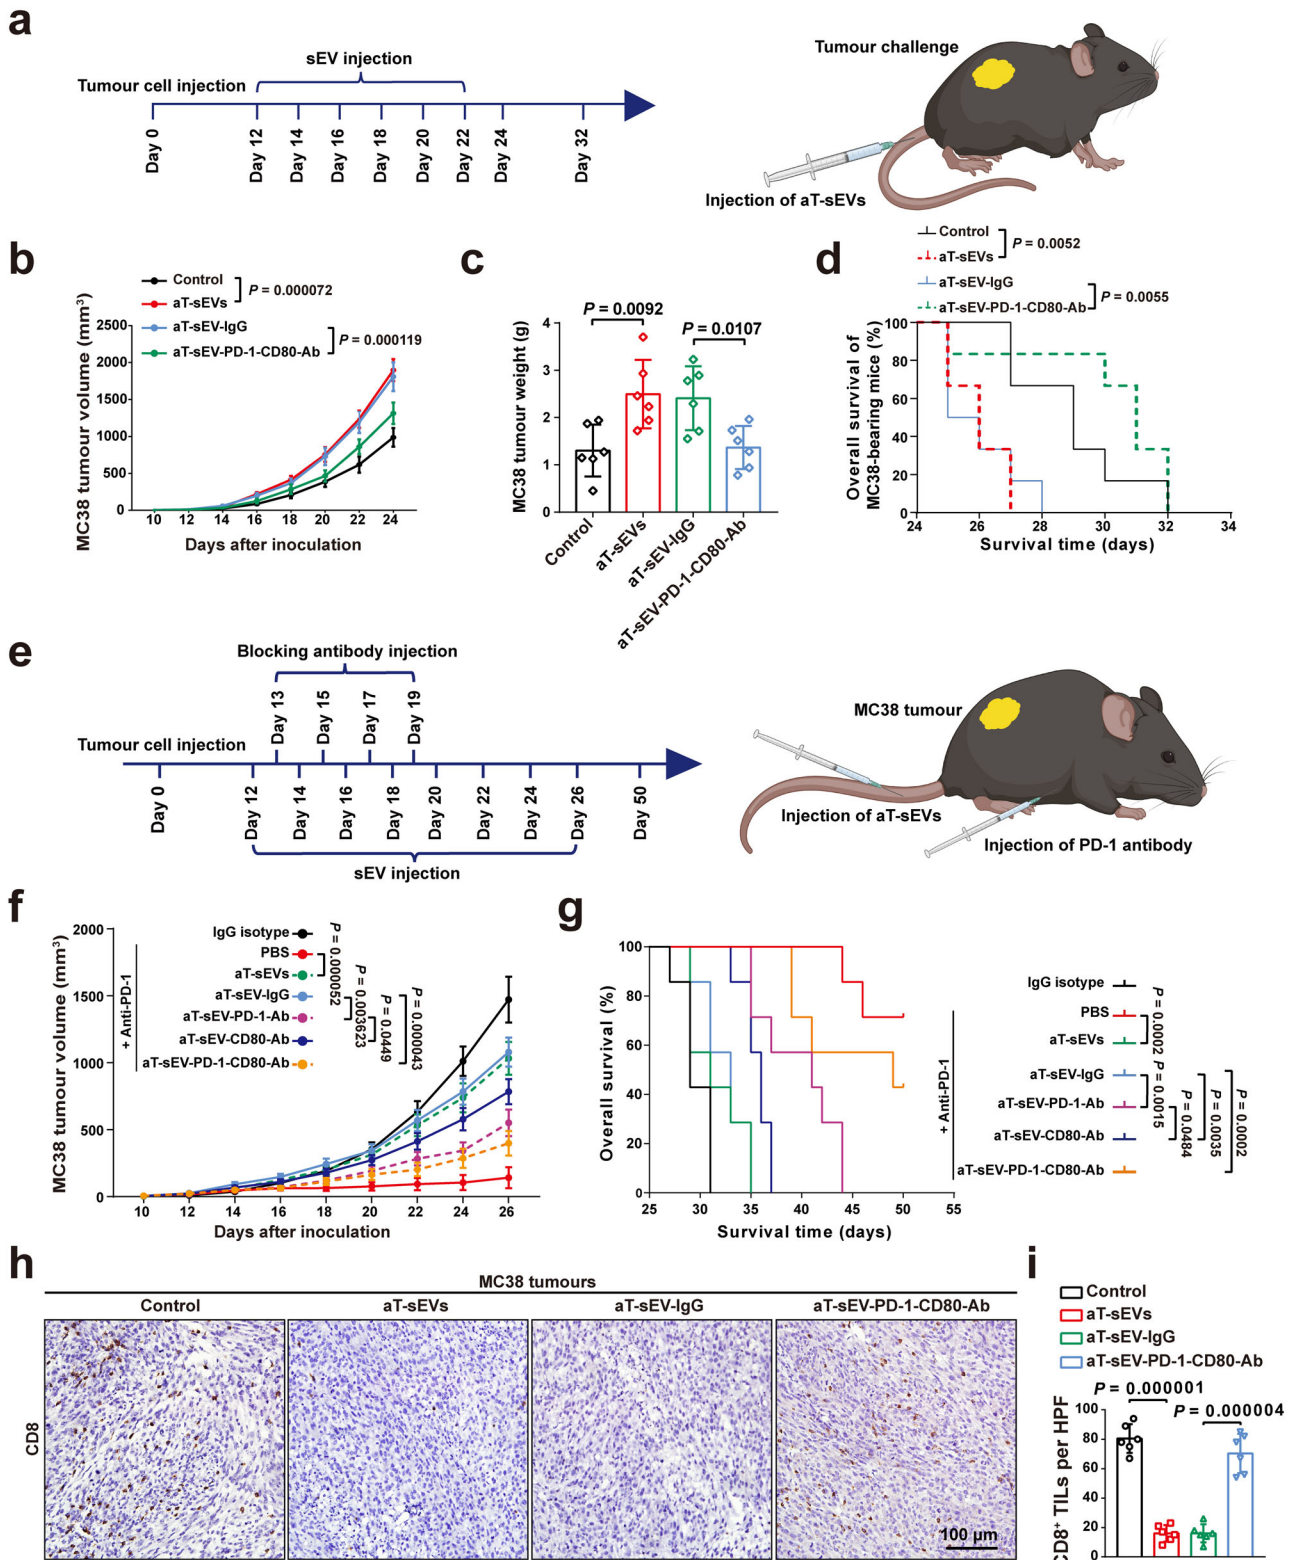 a
sEV injection
Tumour cell injection
Day 0
Day 12
Day 14
Day 16
Day 18
Day 20
Day 22
Day 24
Day 32
Tumour challenge
Injection of aT-sEVs
b
Control
aT-sEVs
aT-sEV-IgG
aT-sEV-PD-1-CD80-Ab
P = 0.000072
P = 0.000119
MC38 tumour volume (mm³)
2500
2000
1500
1000
500
0
10 12 14 16 18 20 22 24
Days after inoculation
c
P = 0.0092
P = 0.0107
MC38 tumour weight (g)
4
3
2
1
0
Control
aT-sEVs
aT-sEV-IgG
aT-sEV-PD-1-CD80-Ab
d
Control
aT-sEVs
aT-sEV-IgG
aT-sEV-PD-1-CD80-Ab
P = 0.0052
P = 0.0055
Overall survival of
MC38-bearing mice (%)
100
80
60
40
20
0
24 26 28 30 32 34
Survival time (days)
e
Blocking antibody injection
Day 13
Day 15
Day 17
Day 19
Tumour cell injection
Day 0
Day 12
Day 14
Day 16
Day 18
Day 20
Day 22
Day 24
Day 26
Day 50
sEV injection
MC38 tumour
Injection of aT-sEVs
Injection of PD-1 antibody
f
IgG isotype
PBS
aT-sEVs
aT-sEV-IgG
aT-sEV-PD-1-Ab
aT-sEV-CD80-Ab
aT-sEV-PD-1-CD80-Ab
+ Anti-PD-1
P = 0.000052
P = 0.003623
P = 0.0449
P = 0.000043
MC38 tumour volume (mm³)
2000
1500
1000
500
0
10 12 14 16 18 20 22 24 26
Days after inoculation
g
Overall survival (%)
100
80
60
40
20
0
25 30 35 40 45 50 55
Survival time (days)
+ Anti-PD-1
IgG isotype
PBS
aT-sEVs
aT-sEV-IgG
aT-sEV-PD-1-Ab
aT-sEV-CD80-Ab
aT-sEV-PD-1-CD80-Ab
P = 0.0002
P = 0.0015
P = 0.0484
P = 0.0035
P = 0.0002
h
MC38 tumours
Control aT-sEVs aT-sEV-IgG aT-sEV-PD-1-CD80-Ab
CD8
100 µm
i
Control
aT-sEVs
aT-sEV-IgG
aT-sEV-PD-1-CD80-Ab
P = 0.000001
P = 0.000004
CD8⁺ TILs per HPF
100
80
60
40
20
0